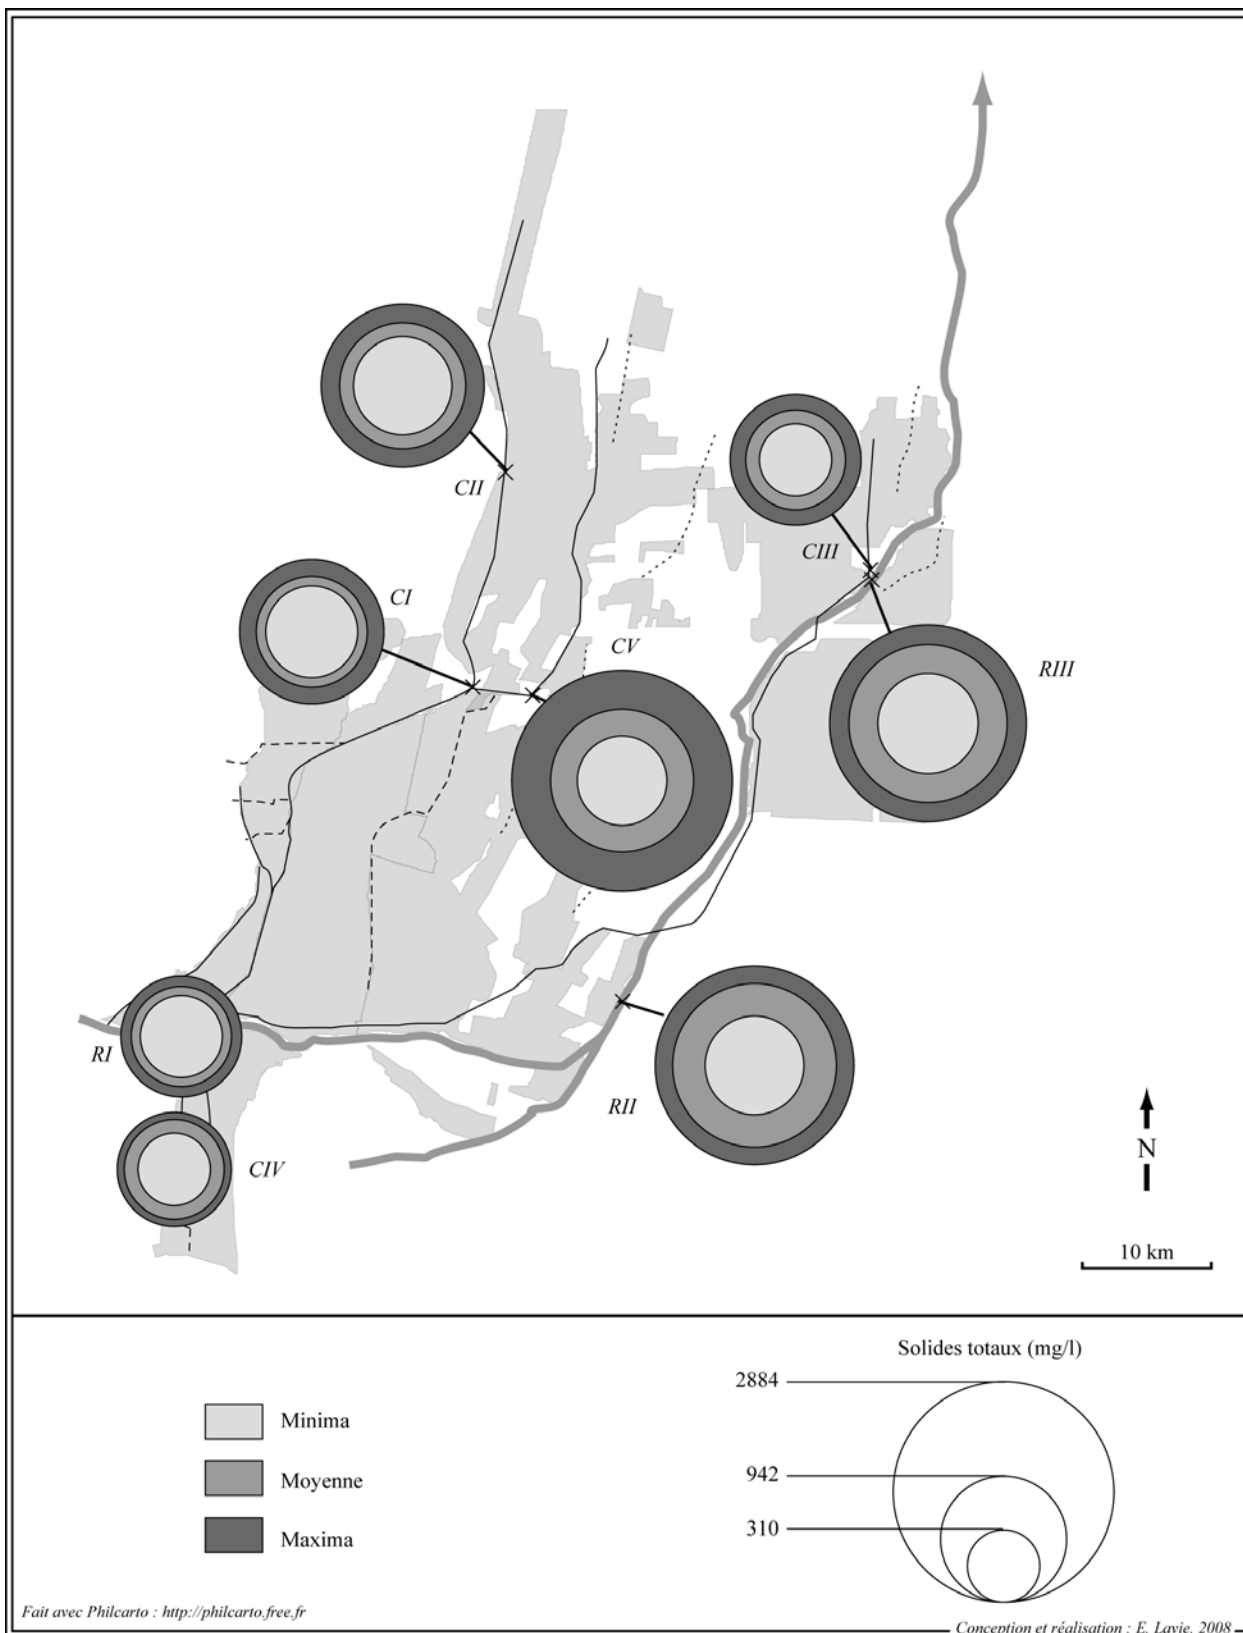 CII
CIII
CI
CV
RIII
RI
RII
CIV
N
10 km
Solides totaux (mg/l)
2884
942
310
Minima
Moyenne
Maxima
Fait avec Philcarto : http://philcarto.free.fr
Conception et réalisation : E. Lavie, 2008